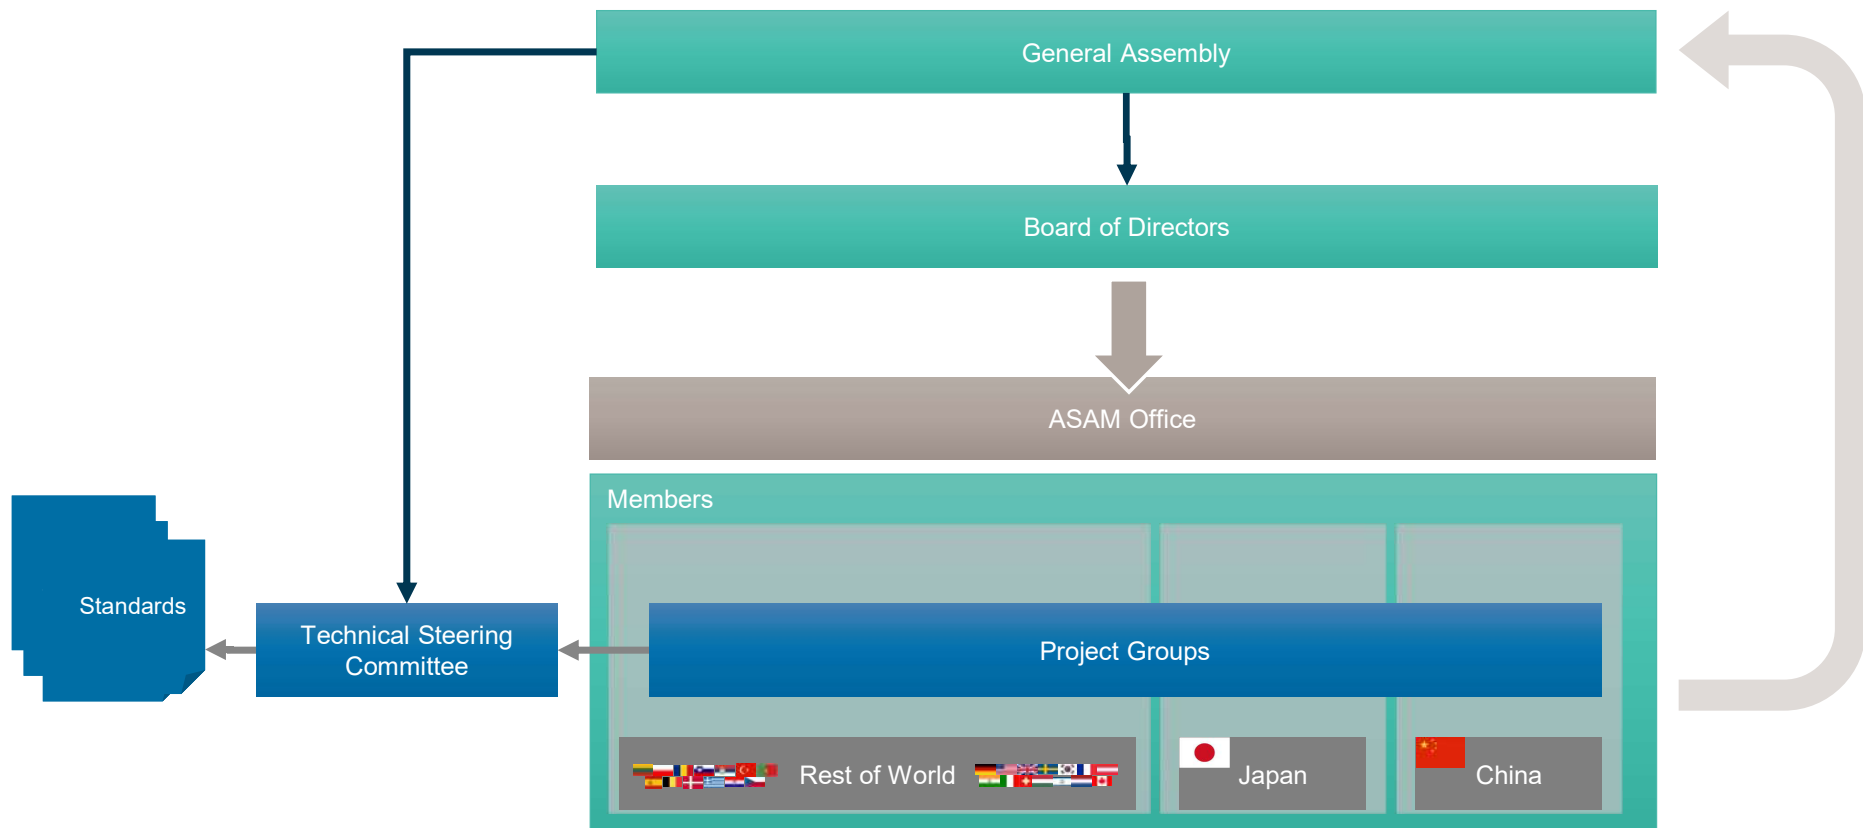 General Assembly
Board of Directors
ASAM Office
Members
Standards
Technical Steering
Committee
Project Groups
Rest of World
Japan
China